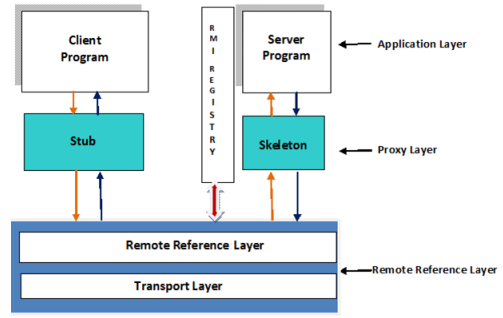 Client
Program
RMI REGISTRY
Server
Program
Application Layer
Stub
Skeleton
Proxy Layer
Remote Reference Layer
Transport Layer
Remote Reference Layer